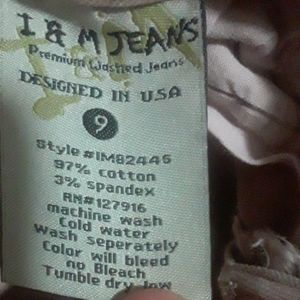 I & M JEANS
Premium Washed Jeans
DESIGNED IN USA
9
Style #IM82445
97% cotton
3% spandex
RN#127916
machine wash
Cold water
wash seperately
Color will bleed
no Bleach
Tumble dry low